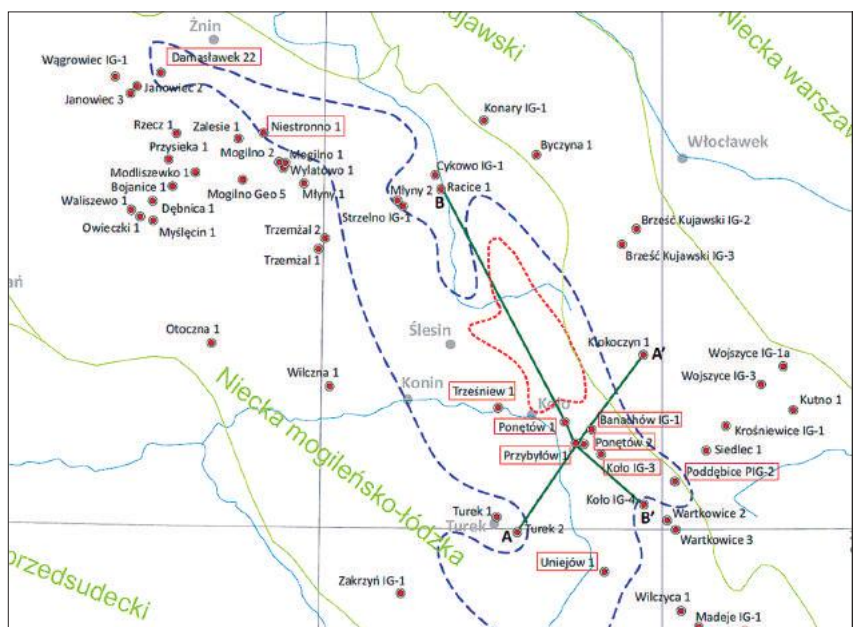 Kujawski
Niecka warszaw
Żnin
Damasławek 22
Wągrowiec IG-1
Janowiec 2
Janowiec 3
Konary IG-1
Rzecz 1
Zalesie 1
Niestronno 1
Byczyna 1
Włocławek
Przysieka 1
Mogilno 2
Mogilno 1
Wylatowo 1
Cykowo IG-1
Modliszewko 1
Bojanice 1
Mogilno Geo 5
Młyny 1
Młyny 2
Racice 1
B
Waliszewo 1
Dębnica 1
Strzelno IG-1
Owieczki 1
Myślęcin 1
Trzemżal 2
Trzemżal 1
Brześć Kujawski IG-2
Brześć Kujawski IG-3
ań
Otoczna 1
Ślesin
Kłokoczyn 1
A'
Wojszyce IG-1a
Wojszyce IG-3
Wilczna 1
Konin
Niecka mogileńsko-łódzka
Trześniew 1
Koło
Kutno 1
Ponętów 1
Banachów IG-1
Krośniewice IG-1
Przybyłów 1
Ponętów 2
Siedlec 1
Koło IG-3
Poddębice PIG-2
Koło IG-4
B'
Turek 1
Turek
A
Turek 2
Wartkowice 2
Wartkowice 3
orzedsudecki
Uniejów 1
Zakrzyń IG-1
Wilczyca 1
Madeje IG-1